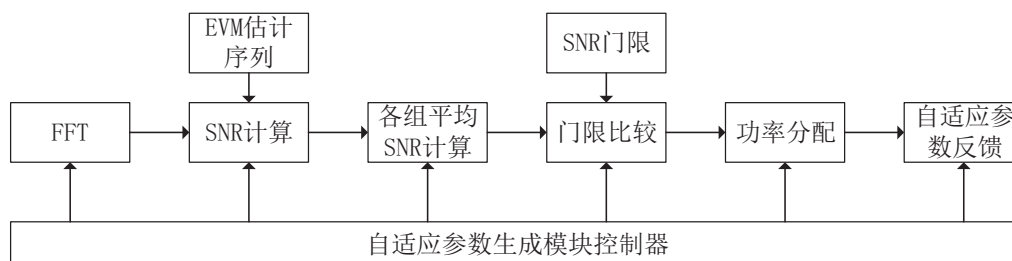 EVM估计
序列
SNR门限
FFT
SNR计算
各组平均
SNR计算
门限比较
功率分配
自适应参
数反馈
自适应参数生成模块控制器